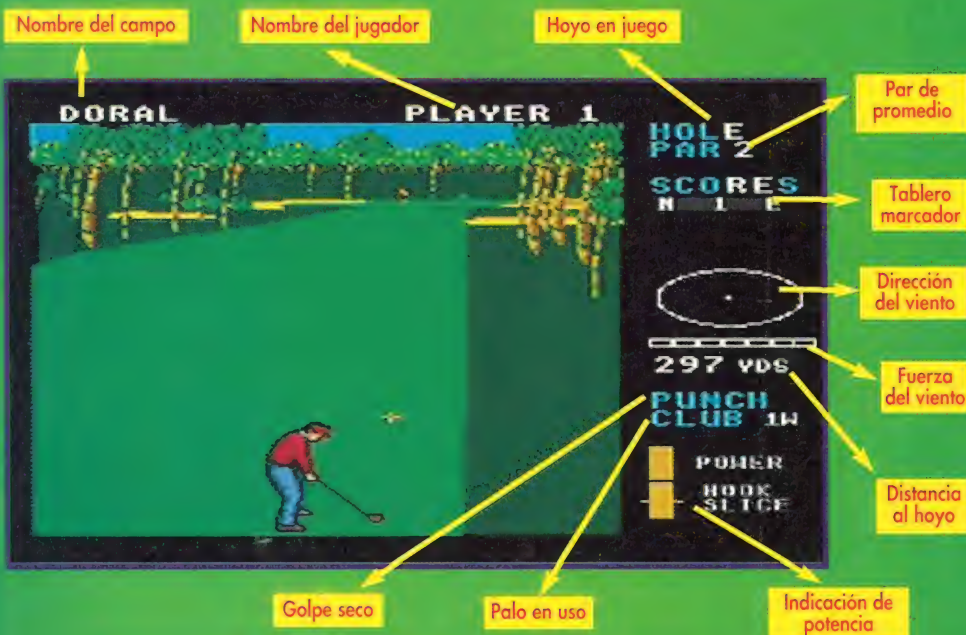 Nombre del campo
Nombre del jugador
Hoyo en juego
Par de
promedio
DORAL
PLAYER 1
HOLE
PAR 2
SCORES
Tablero
marcador
Dirección
del viento
297 YDS
Fuerza
del viento
PUNCH
CLUB 1W
POWER
HOOK
SLICE
Distancia
al hoyo
Golpe seco
Palo en uso
Indicación de
potencia